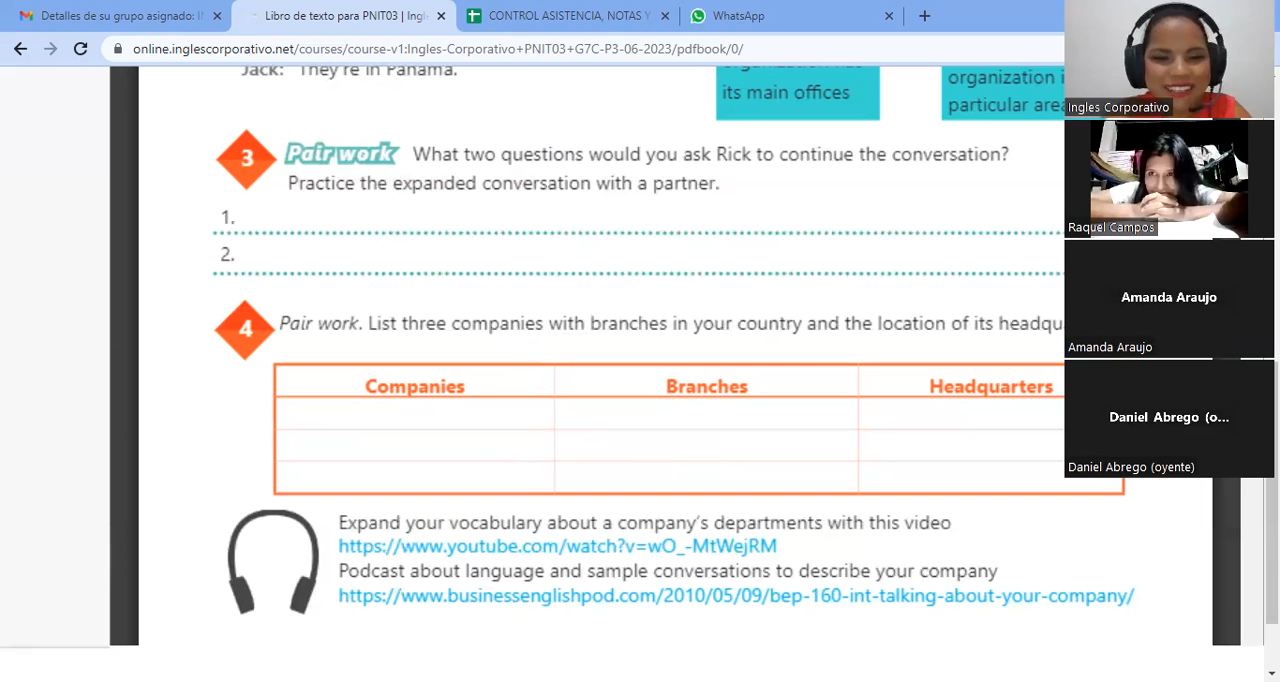 Detalles de su grupo asignado: I
Libro de texto para PNIT03 | Ingl
CONTROL ASISTENCIA, NOTAS Y
WhatsApp
online.inglescorporativo.net/courses/course-v1:Ingles-Corporativo+PNIT03+G7C-P3-06-2023/pdfbook/0/
Jack: They're in Panama.
its main offices
organization i
particular area
3 Pair work What two questions would you ask Rick to continue the conversation?
Practice the expanded conversation with a partner.
1.
2.
4 Pair work. List three companies with branches in your country and the location of its headqu
Companies Branches Headquarters
Expand your vocabulary about a company's departments with this video
https://www.youtube.com/watch?v=wO_-MtWejRM
Podcast about language and sample conversations to describe your company
https://www.businessenglishpod.com/2010/05/09/bep-160-int-talking-about-your-company/
Ingles Corporativo
Raquel Campos
Amanda Araujo
Amanda Araujo
Daniel Abrego (o...
Daniel Abrego (oyente)